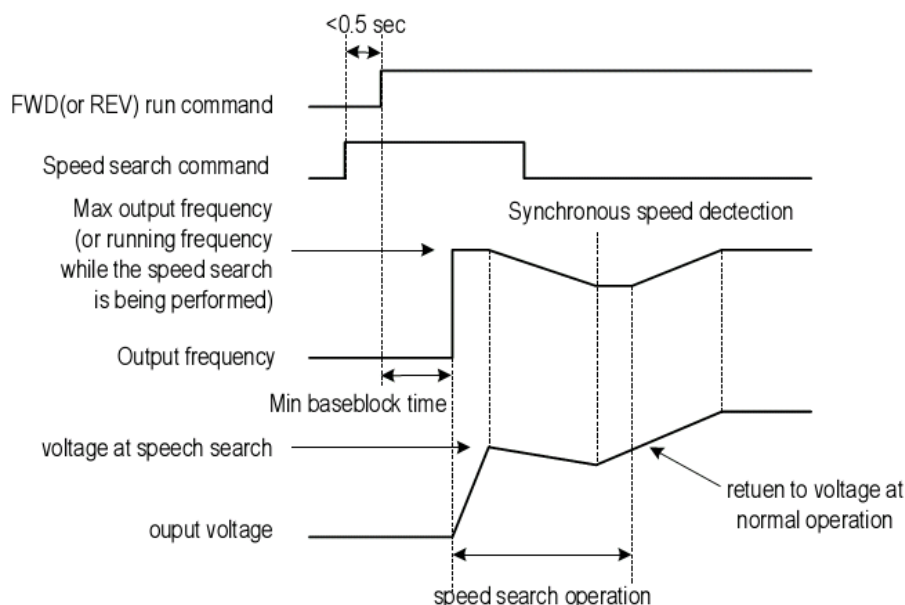 <0.5 sec
FWD(or REV) run command
Speed search command
Max output frequency
(or running frequency
while the speed search
is being performed)
Synchronous speed dectection
Output frequency
Min baseblock time
voltage at speech search
retuen to voltage at
normal operation
ouput voltage
speed search operation